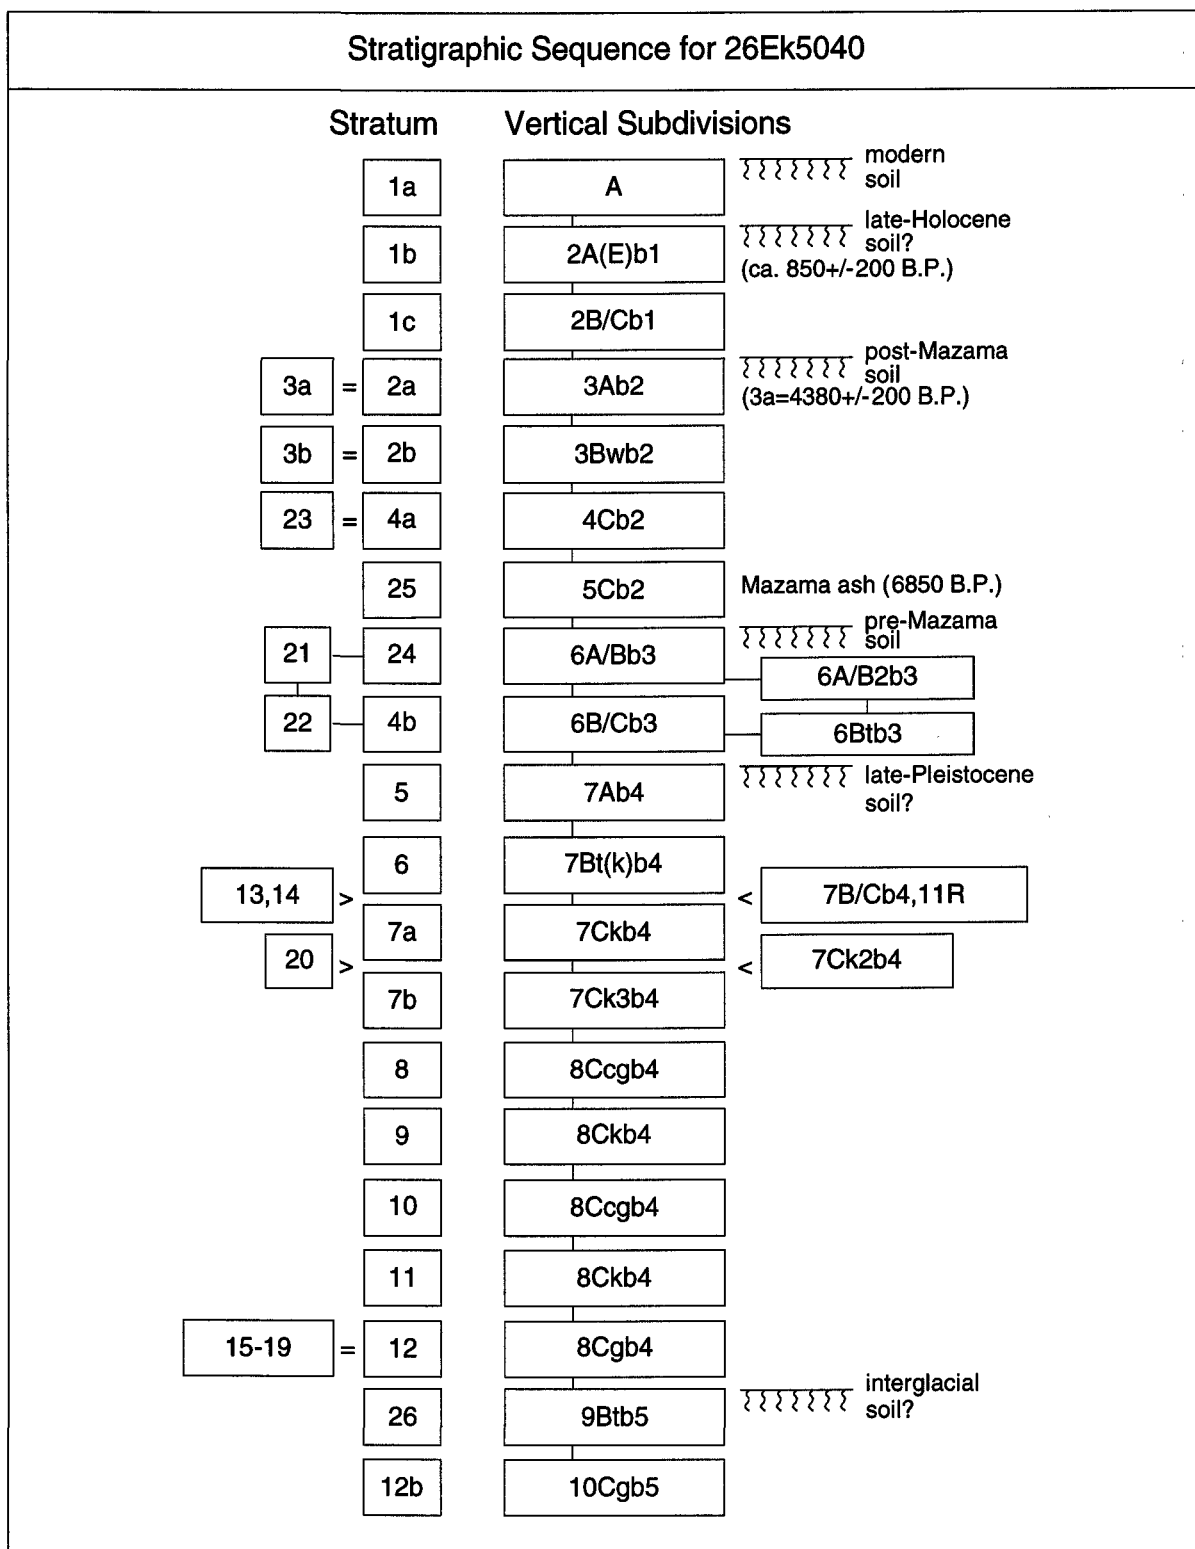 Stratigraphic Sequence for 26Ek5040
Stratum Vertical Subdivisions
1a A modern
soil
1b 2A(E)b1 late-Holocene
soil?
(ca. 850+/-200 B.P.)
1c 2B/Cb1
3a = 2a 3Ab2 post-Mazama
soil
(3a=4380+/-200 B.P.)
3b = 2b 3Bwb2
23 = 4a 4Cb2
25 5Cb2 Mazama ash (6850 B.P.)
21 24 6A/Bb3 pre-Mazama
soil
6A/B2b3
22 4b 6B/Cb3 6Btb3
5 7Ab4 late-Pleistocene
soil?
6 7Bt(k)b4
13,14 > < 7B/Cb4,11R
7a 7Ckb4
20 > < 7Ck2b4
7b 7Ck3b4
8 8Ccgb4
9 8Ckb4
10 8Ccgb4
11 8Ckb4
15-19 = 12 8Cgb4
26 9Btb5 interglacial
soil?
12b 10Cgb5